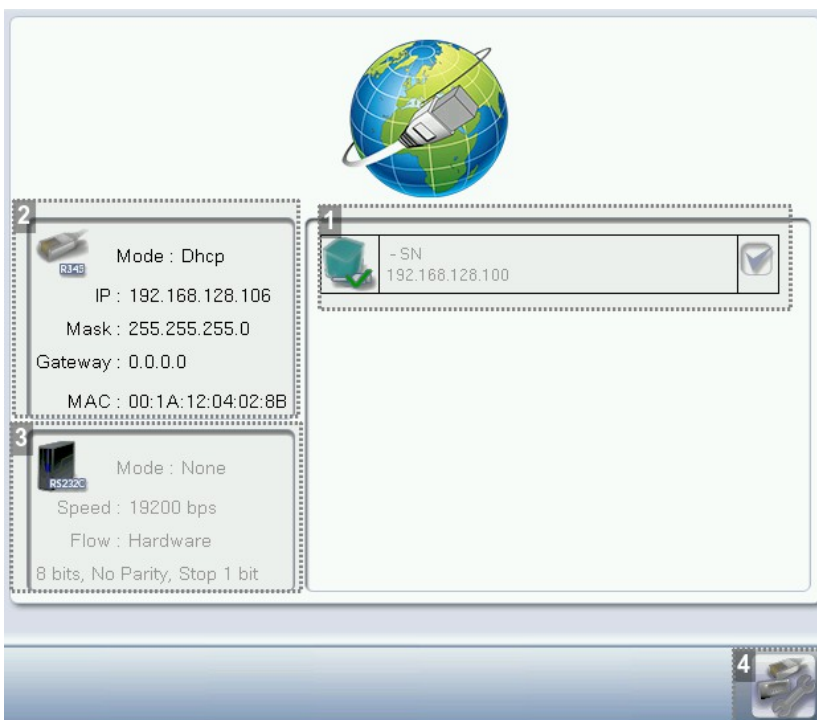 2
R345
Mode : Dhcp
IP : 192.168.128.106
Mask : 255.255.255.0
Gateway : 0.0.0.0
MAC : 00:1A:12:04:02:8B
1
- SN
192.168.128.100
3
RS232C
Mode : None
Speed : 19200 bps
Flow : Hardware
8 bits, No Parity, Stop 1 bit
4